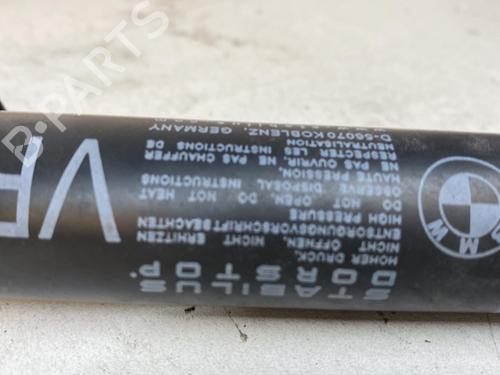 STABILUS
DORSTOP.
HOHER DRUCK.
NICHT ÖFFNEN. NICHT ERHITZEN
ENTSORGUNGSVORSCHRIFT BEACHTEN
HIGH PRESSURE
DO NOT OPEN. DO NOT HEAT
OBSERVE DISPOSAL INSTRUCTIONS
HAUTE PRESSION.
NE PAS OUVRIR. NE PAS CHAUFFER
RESPECTER LES INSTRUCTIONS DE
NEUTRALISATION
D-56070 KOBLENZ, GERMANY
BMW
B PARTS